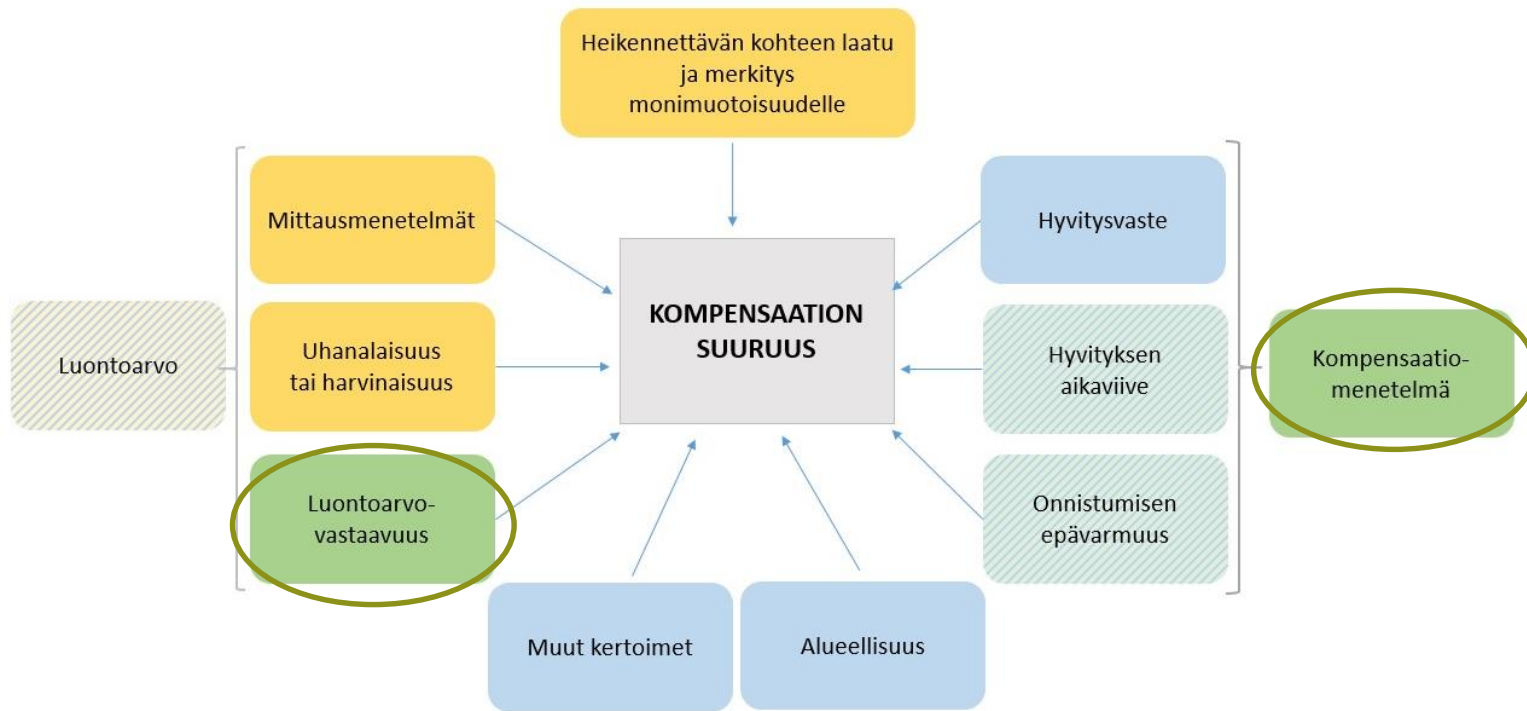 Heikennettävän kohteen laatu
ja merkitys
monimuotoisuudelle
Mittausmenetelmät
Hyvitysvaste
Luontoarvo
Uhanalaisuus
tai harvinaisuus
KOMPENSAATION
SUURUUS
Hyvityksen
aikaviive
Kompensaatio-
menetelmä
Luontoarvo-
vastaavuus
Onnistumisen
epävarmuus
Muut kertoimet
Alueellisuus